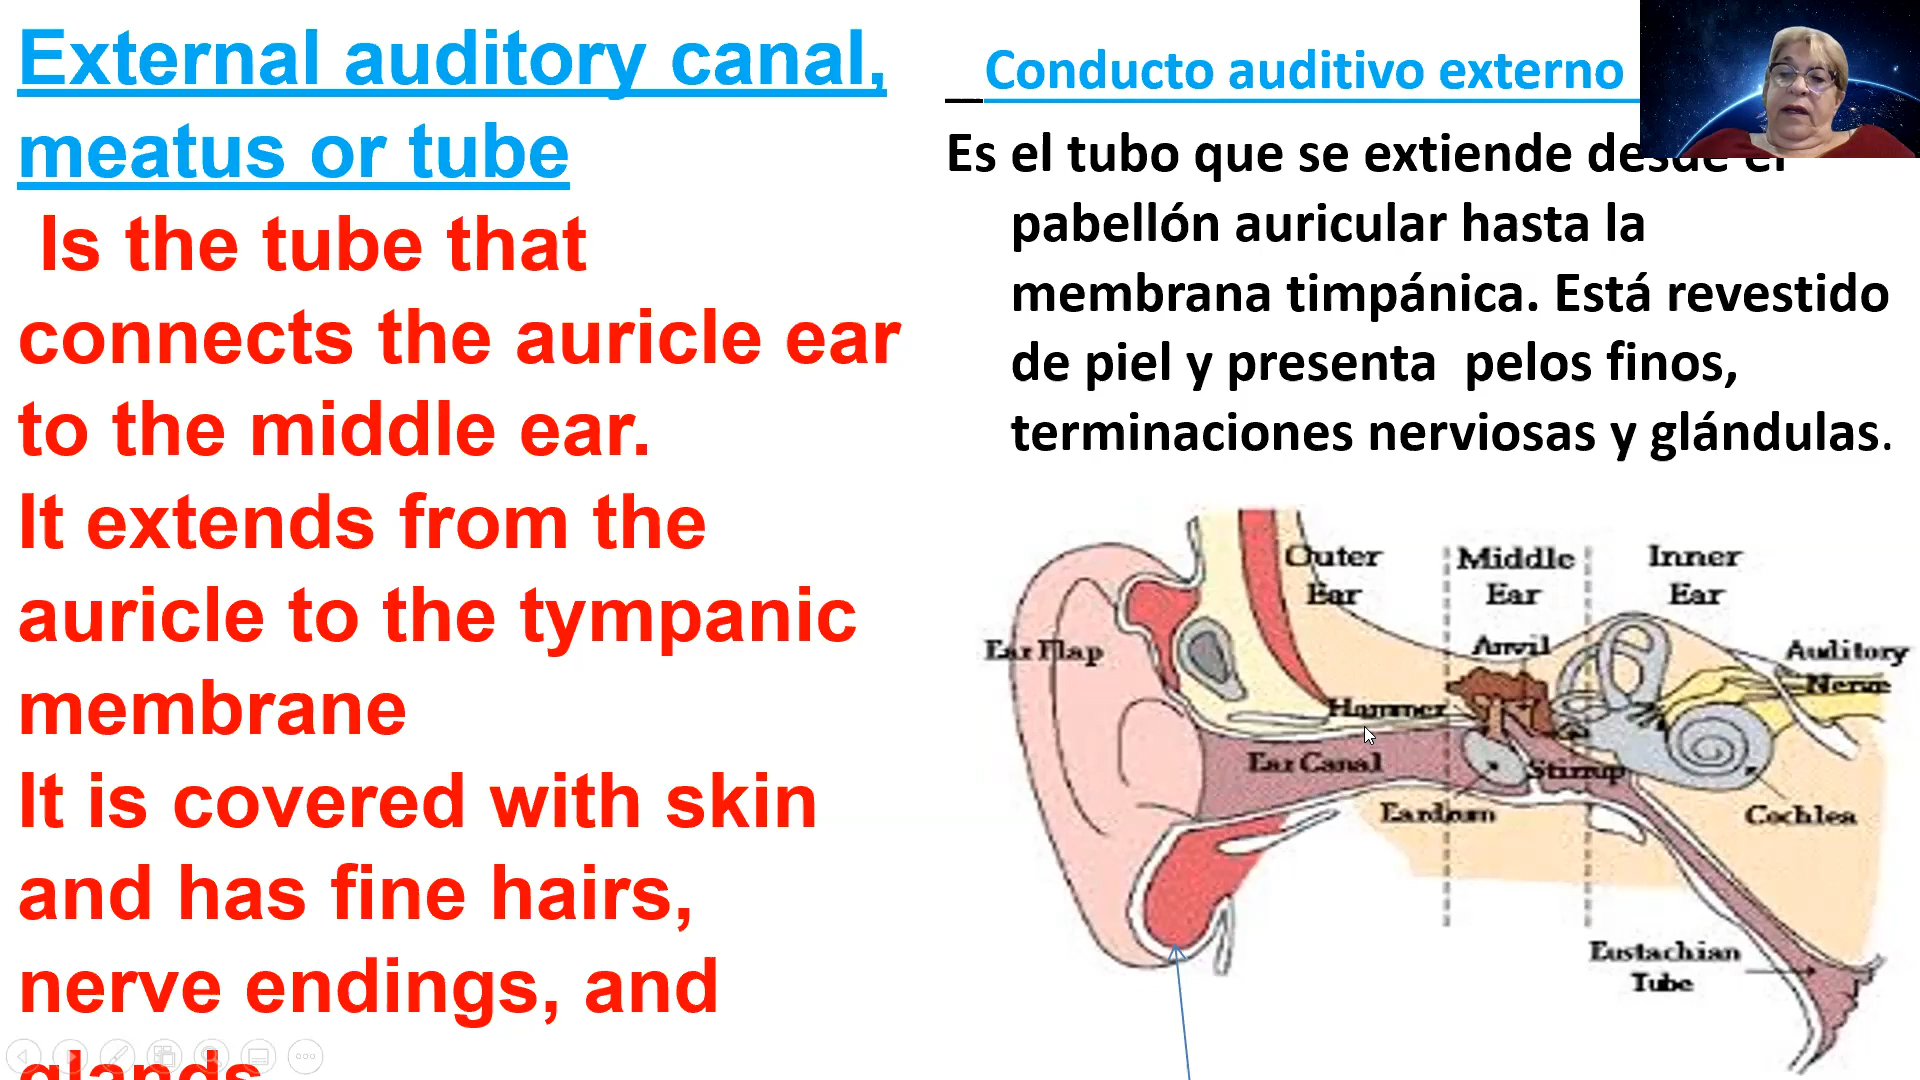 External auditory canal,
meatus or tube
Is the tube that
connects the auricle ear
to the middle ear.
It extends from the
auricle to the tympanic
membrane
It is covered with skin
and has fine hairs,
nerve endings, and
glands
Conducto auditivo externo
Es el tubo que se extiende desde el
pabellón auricular hasta la
membrana timpánica. Está revestido
de piel y presenta pelos finos,
terminaciones nerviosas y glándulas.
Outer
Ear
Middle
Ear
Inner
Ear
Ear Flap
Anvil
Auditory
Nerve
Hammer
Ear Canal
Stirrup
Eardrum
Cochlea
Eustachian
Tube